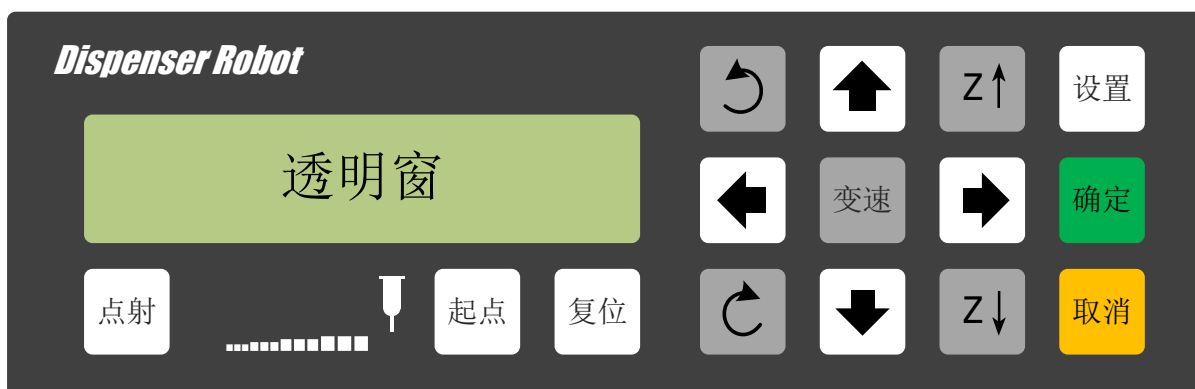 Dispenser Robot
透明窗
点射
起点
复位
Z↑
设置
变速
确定
Z↓
取消